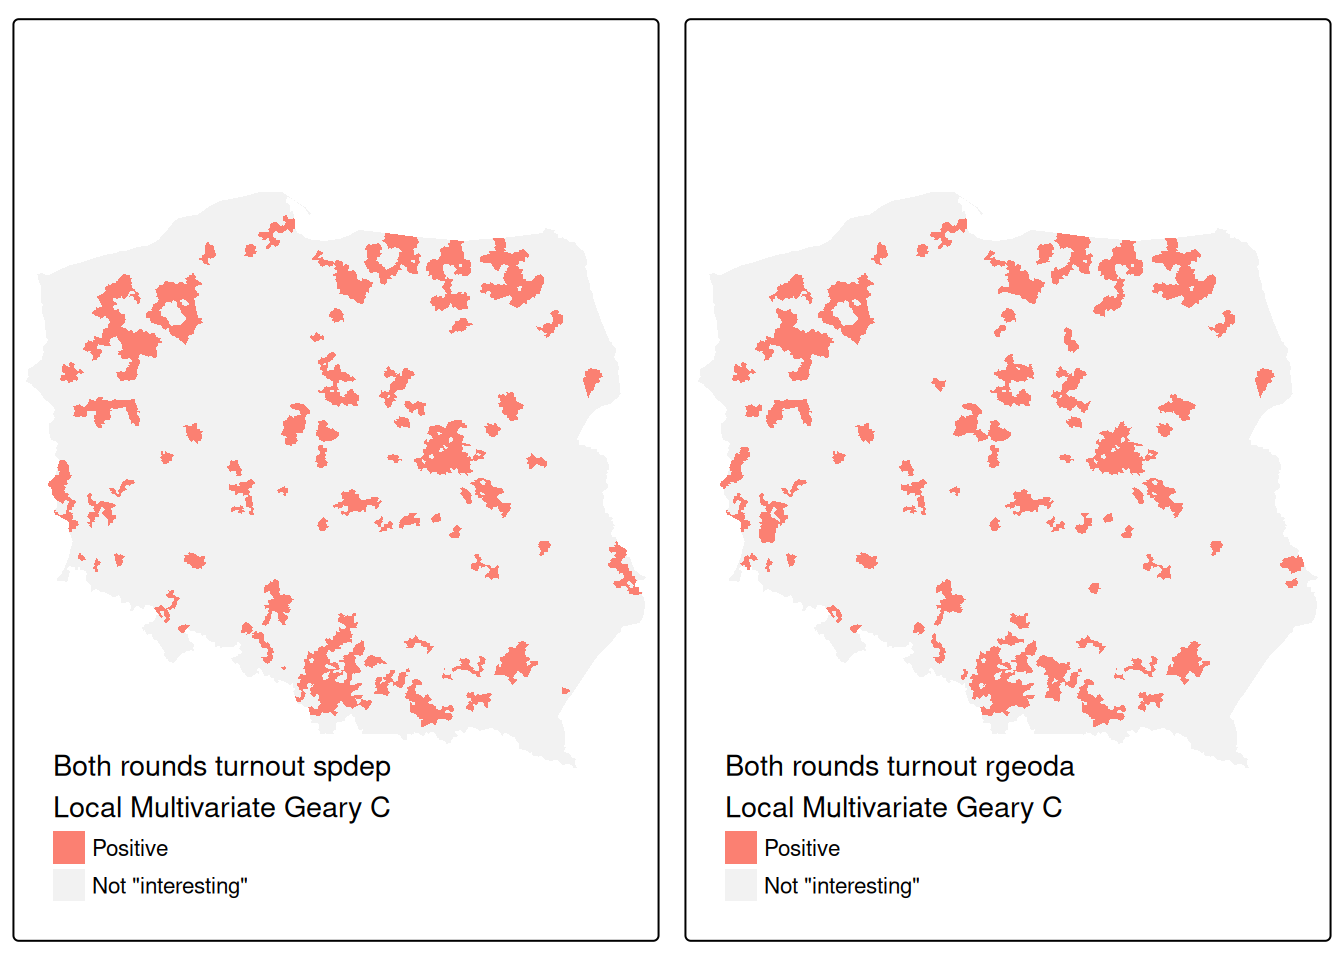 Both rounds turnout spdep
Local Multivariate Geary C
Positive
Not "interesting"
Both rounds turnout rgeoda
Local Multivariate Geary C
Positive
Not "interesting"